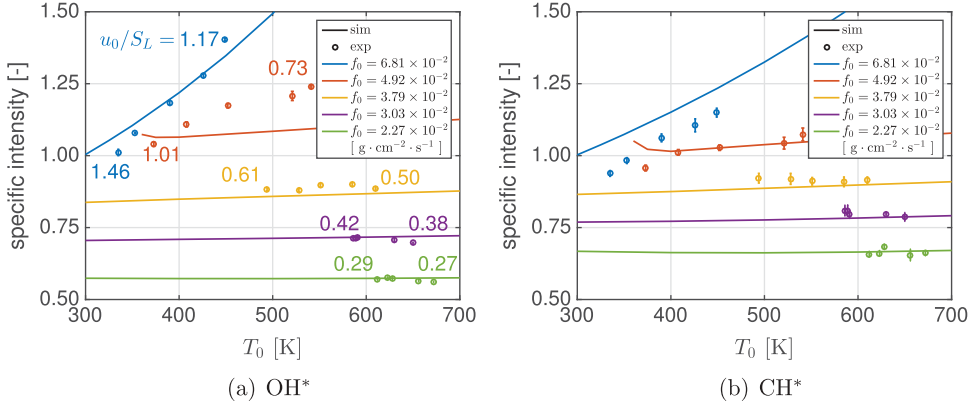 1.50
1.25
1.00
0.75
0.50
specific intensity [-]
300 400 500 600 700
T₀ [K]
u₀/S_L = 1.17
0.73
1.46
1.01
0.61
0.50
0.42
0.38
0.29
0.27
sim
exp
f₀ = 6.81 × 10⁻²
f₀ = 4.92 × 10⁻²
f₀ = 3.79 × 10⁻²
f₀ = 3.03 × 10⁻²
f₀ = 2.27 × 10⁻²
[ g · cm⁻² · s⁻¹ ]
(a) OH*
1.50
1.25
1.00
0.75
0.50
specific intensity [-]
300 400 500 600 700
T₀ [K]
sim
exp
f₀ = 6.81 × 10⁻²
f₀ = 4.92 × 10⁻²
f₀ = 3.79 × 10⁻²
f₀ = 3.03 × 10⁻²
f₀ = 2.27 × 10⁻²
[ g · cm⁻² · s⁻¹ ]
(b) CH*